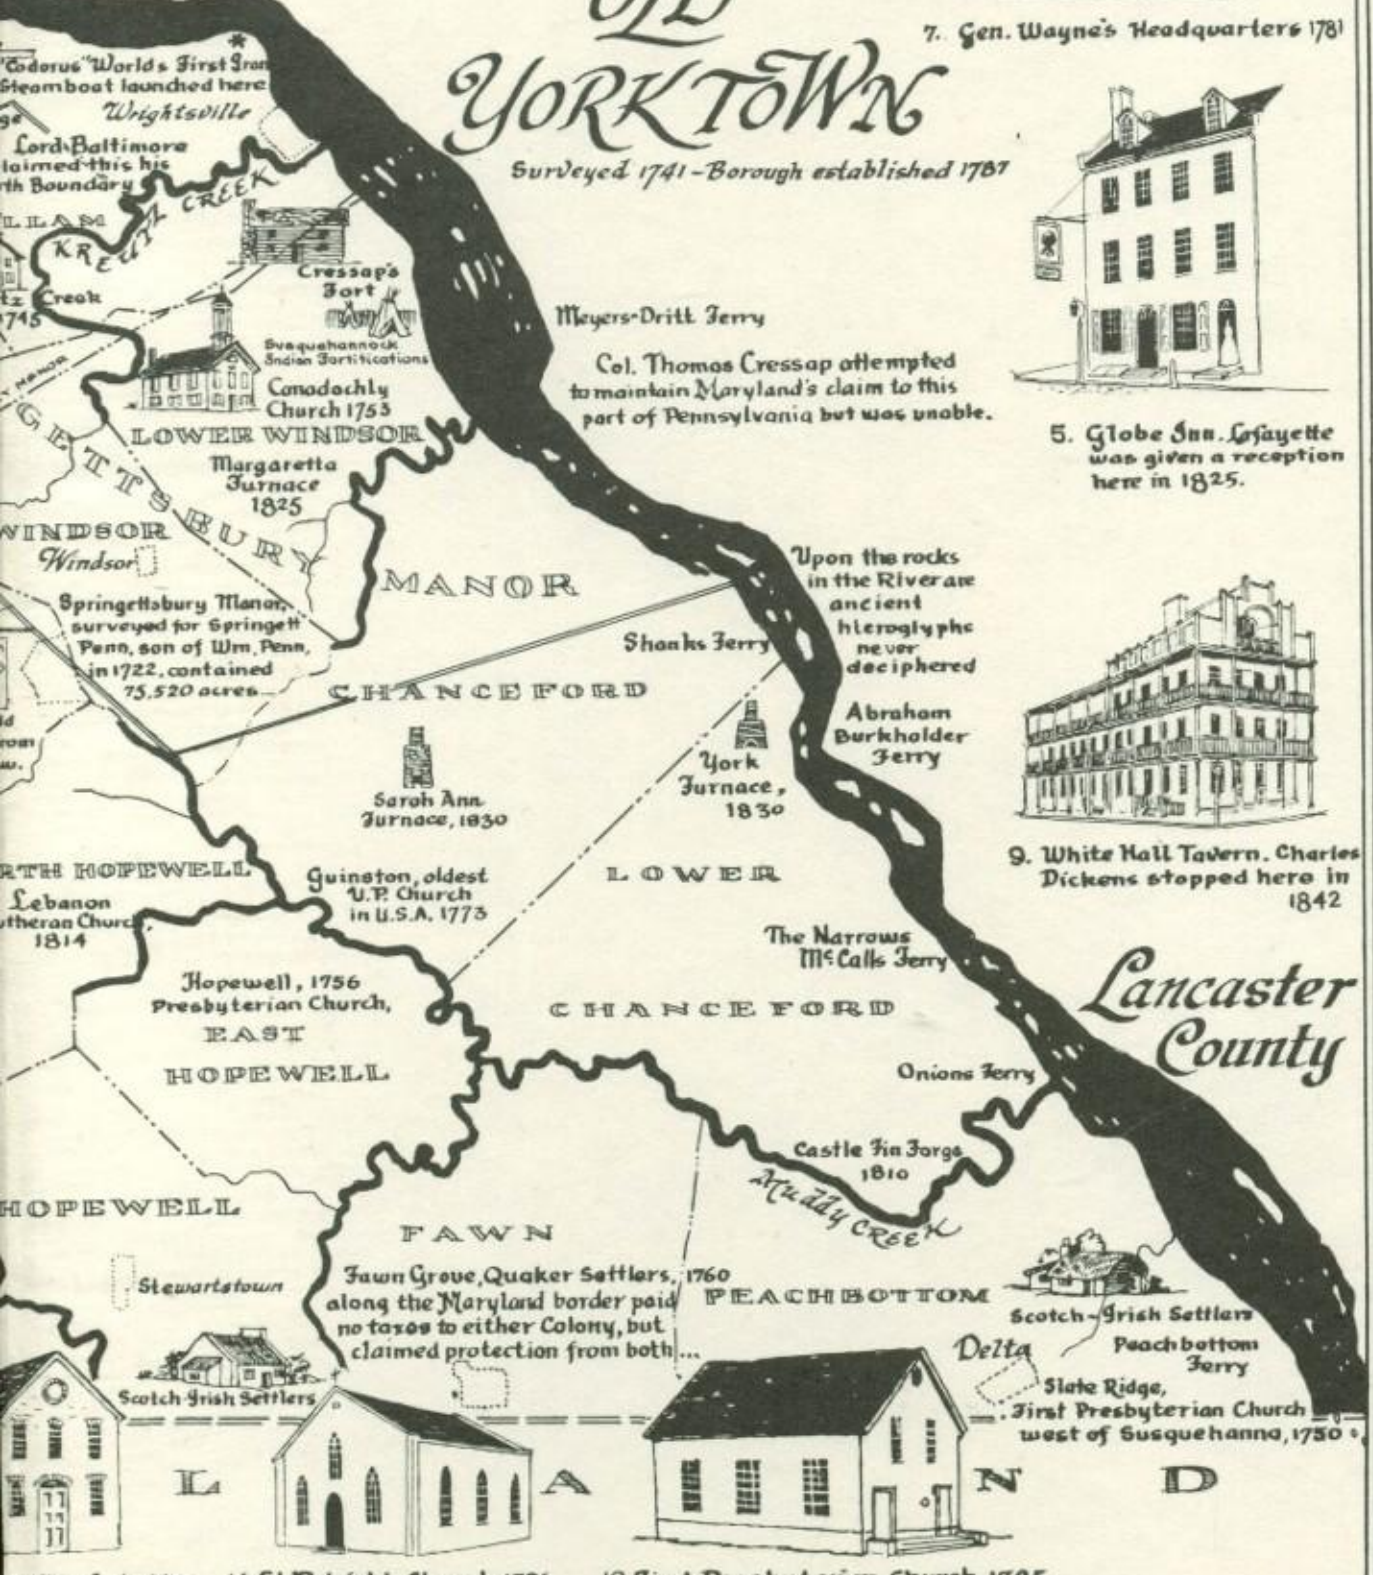 OLD
YORK TOWN
Surveyed 1741 - Borough established 1787
7. Gen. Wayne's Headquarters 1781
"Codorus" World's First Iron
Steamboat launched here
Wrightsville
Lord Baltimore
laimed this his
rth Boundary
LLAM
KREUTZ CREEK
Cressap's
Fort
tz Creek
1745
Susquehannock
Indian Fortifications
MANOR
Canadochly
Church 1753
LOWER WINDSOR
Margaretta
Furnace
1825
Meyers-Dritt Ferry
Col. Thomas Cressap attempted
to maintain Maryland's claim to this
part of Pennsylvania but was unable.
5. Globe Inn. Lafayette
was given a reception
here in 1825.
GETTSBURY
MANOR
WINDSOR
Windsor
Springettsbury Manor,
surveyed for Springett
Penn, son of Wm. Penn,
in 1722, contained
75,520 acres
Upon the rocks
in the River are
ancient
hieroglyphs
never
deciphered
Shanks Ferry
CHANCEFORD
Abraham
Burkholder
Ferry
York
Furnace,
1830
Sarah Ann
Furnace, 1830
9. White Hall Tavern. Charles
Dickens stopped here in
1842
RTH HOPEWELL
Lebanon
utheran Church,
1814
Guinston, oldest
U.P. Church
in U.S.A. 1773
LOWER
CHANCEFORD
The Narrows
McCalls Ferry
Lancaster
County
Hopewell, 1756
Presbyterian Church,
EAST
HOPEWELL
Onions Ferry
Castle Fin Forge
1810
Muddy CREEK
HOPEWELL
Stewartstown
Scotch-Irish Settlers
FAWN
Fawn Grove, Quaker Settlers, 1760
along the Maryland border paid
no taxes to either Colony, but
claimed protection from both...
PEACHBOTTOM
Scotch-Irish Settlers
Peachbottom
Ferry
Delta
Slate Ridge,
First Presbyterian Church
west of Susquehanna, 1750
L A N D